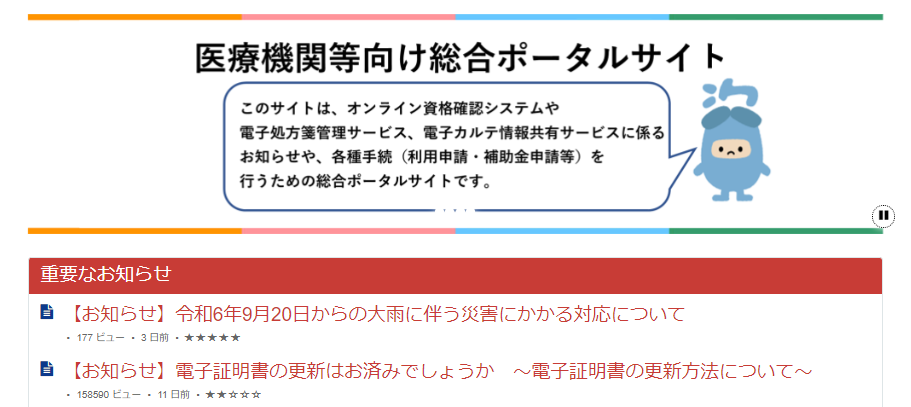 医療機関等向け総合ポータルサイト
このサイトは、オンライン資格確認システムや
電子処方箋管理サービス、電子カルテ情報共有サービスに係る
お知らせや、各種手続（利用申請・補助金申請等）を
行うための総合ポータルサイトです。
重要なお知らせ
【お知らせ】令和6年9月20日からの大雨に伴う災害にかかる対応について
・ 177 ビュー ・ 3 日前 ・ ★★★★★
【お知らせ】電子証明書の更新はお済みでしょうか　～電子証明書の更新方法について～
・ 158590 ビュー ・ 11 日前 ・ ★★☆☆☆